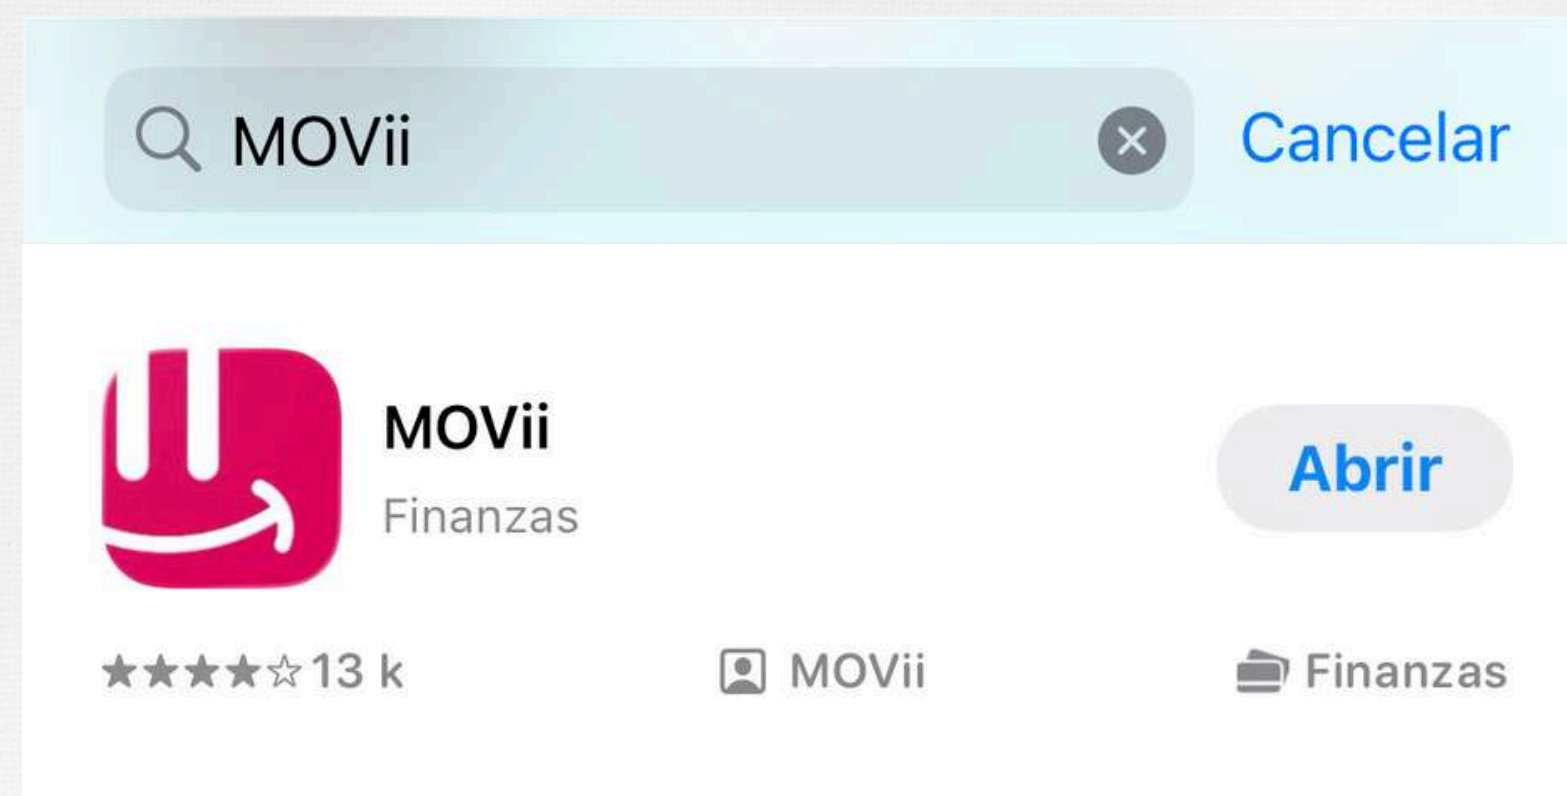 MOVii Cancelar
MOVii
Abrir
Finanzas
★★★★☆ 13 k MOVii Finanzas